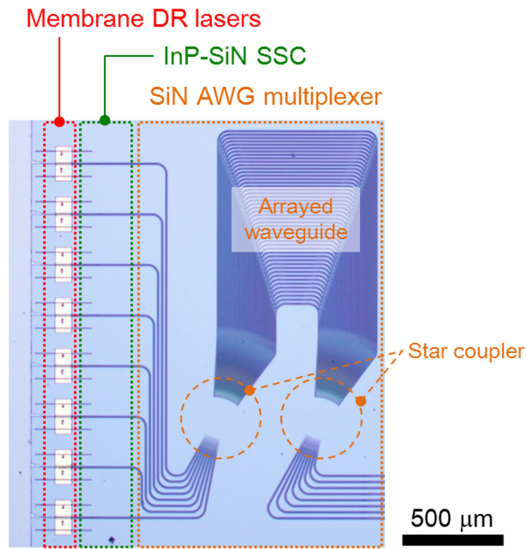 Membrane DR lasers
InP-SiN SSC
SiN AWG multiplexer
Arrayed
waveguide
Star coupler
500 μm